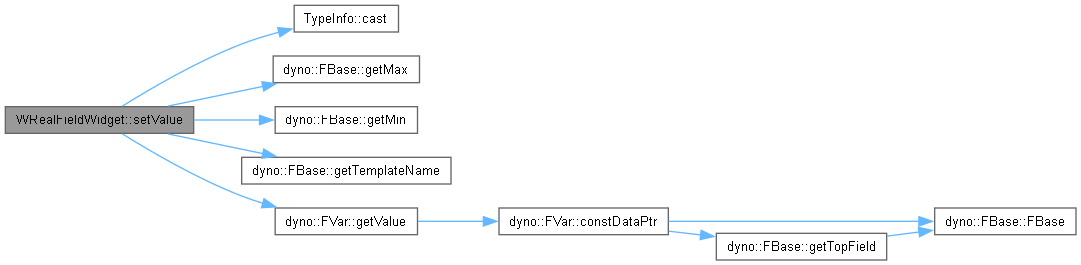 TypeInfo::cast
dyno::FBase::getMax
WRealFieldWidget::setValue
dyno::FBase::getMin
dyno::FBase::getTemplateName
dyno::FVar::getValue
dyno::FVar::constDataPtr
dyno::FBase::FBase
dyno::FBase::getTopField